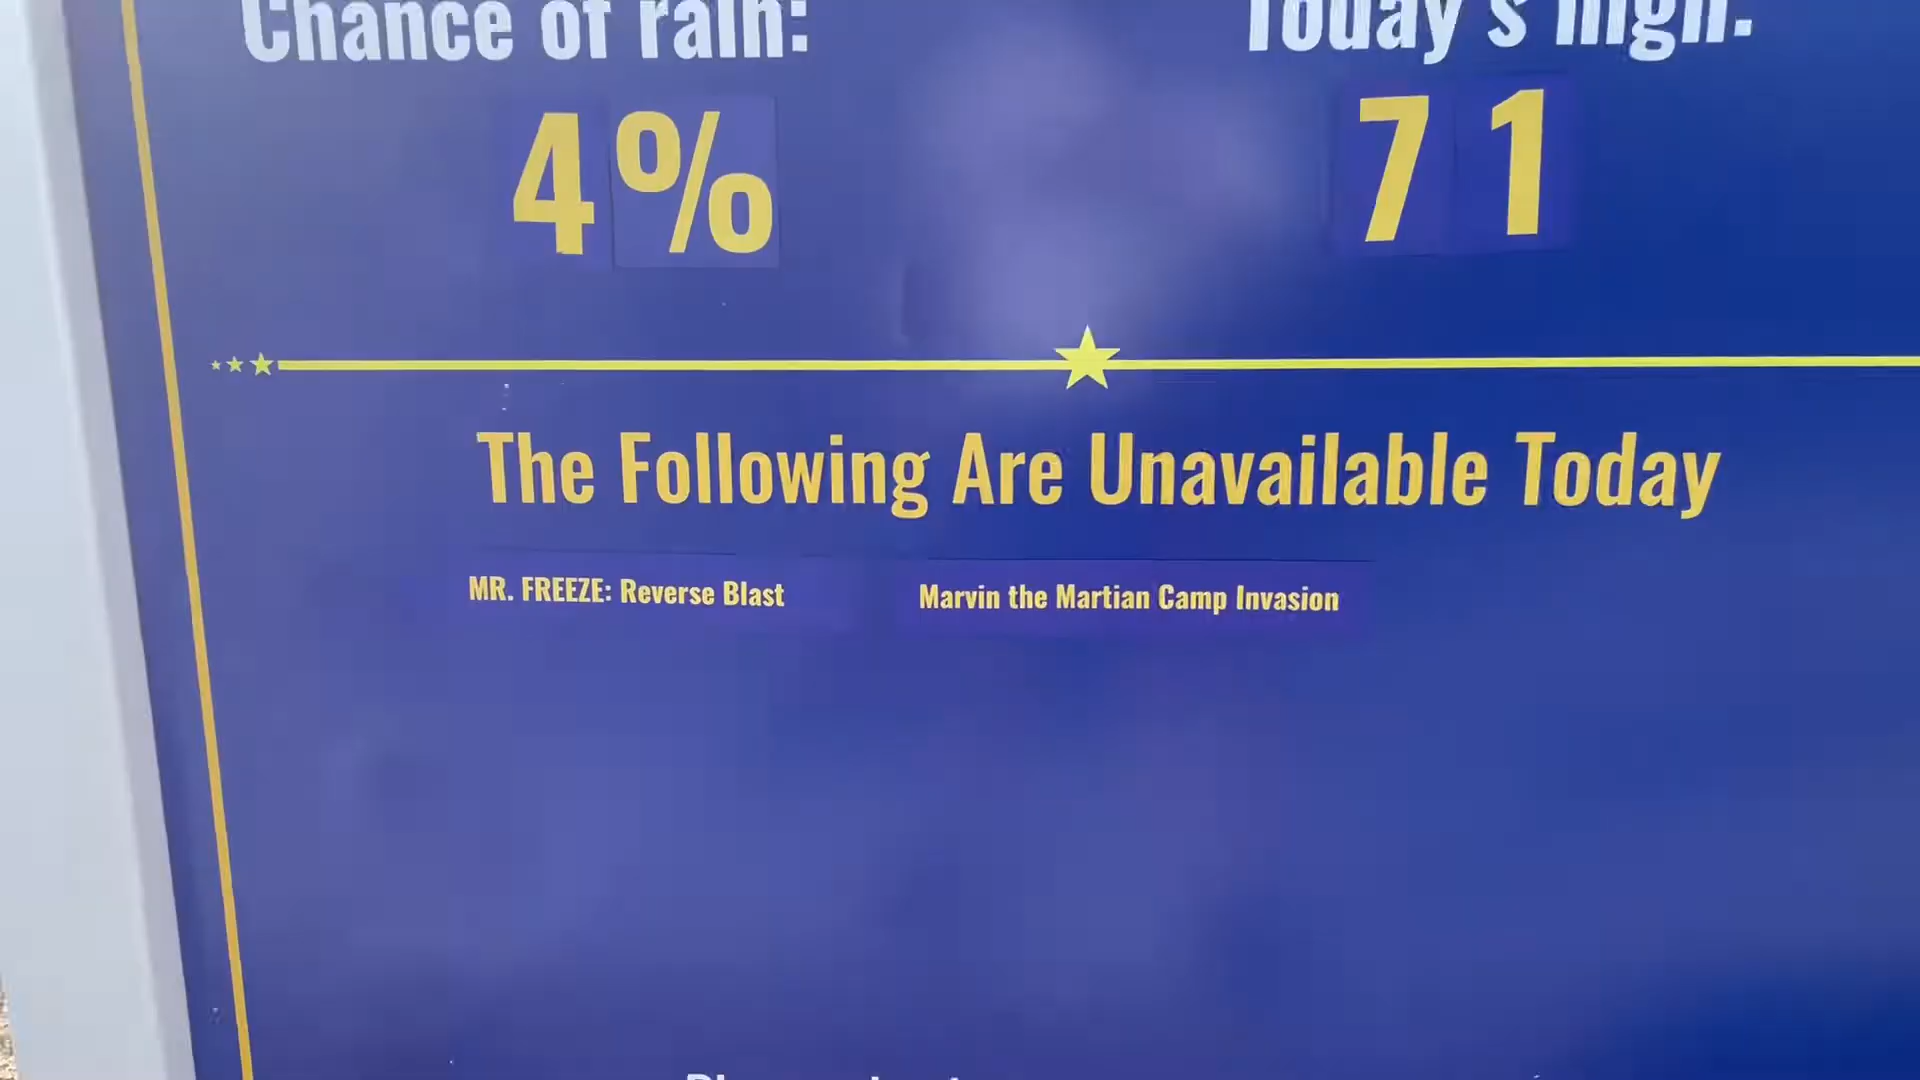 Chance of rain: Today's high:
4% 71
The Following Are Unavailable Today
MR. FREEZE: Reverse Blast Marvin the Martian Camp Invasion